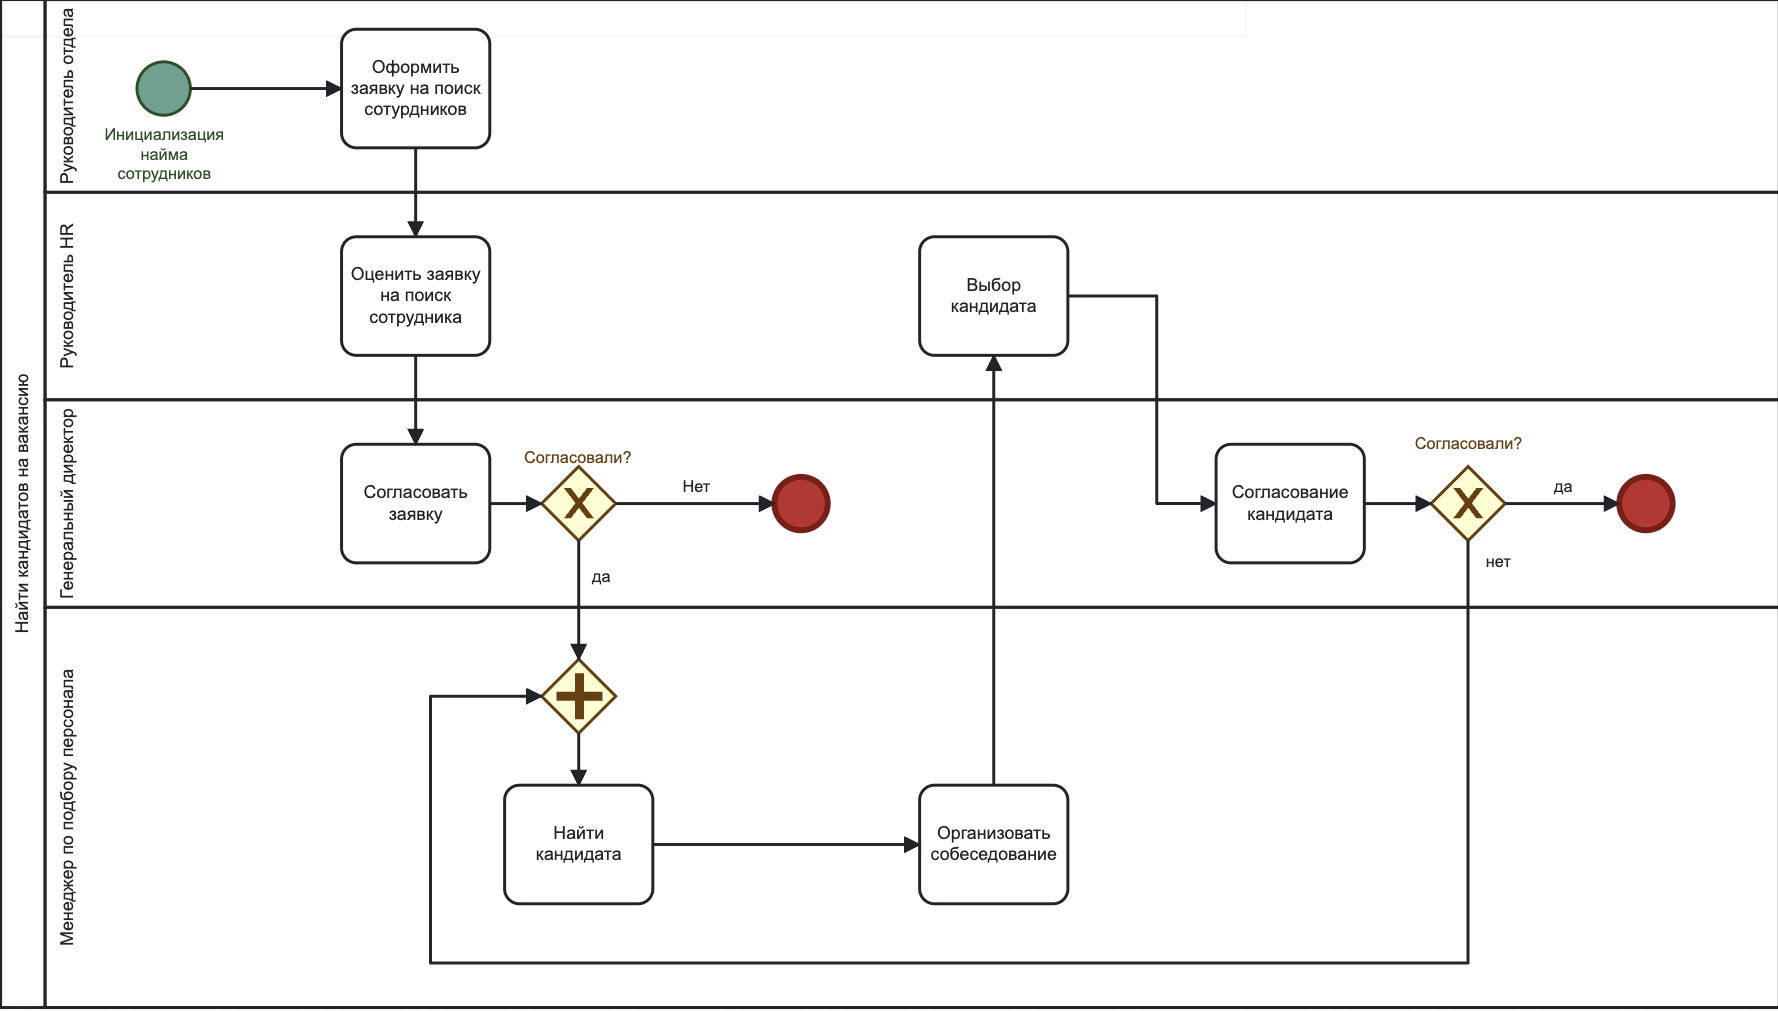 Найти кандидатов на вакансию
Руководитель отдела
Инициализация
найма
сотрудников
Оформить
заявку на поиск
сотурдников
Руководитель HR
Оценить заявку
на поиск
сотрудника
Выбор
кандидата
Генеральный директор
Согласовать
заявку
Согласовали?
Нет
да
Согласование
кандидата
Согласовали?
да
нет
Менеджер по подбору персонала
Найти
кандидата
Организовать
собеседование